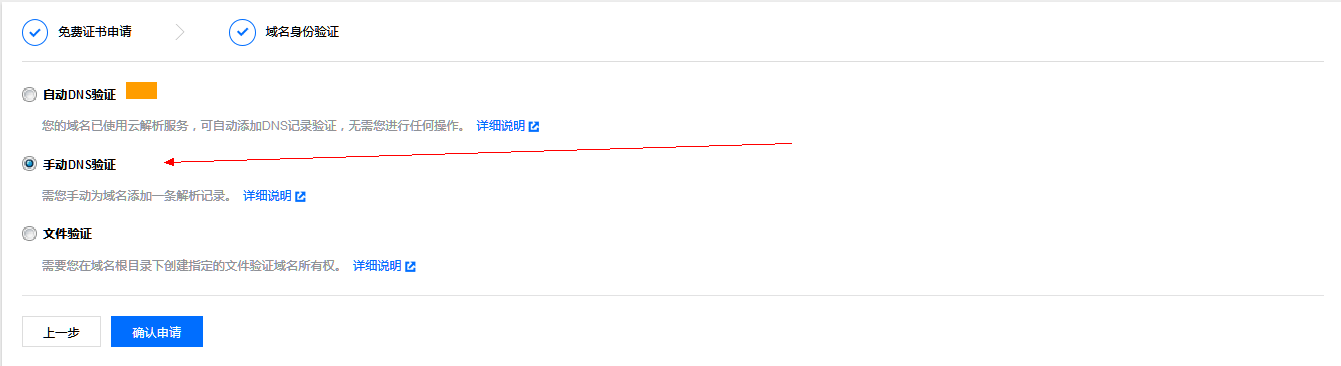 免费证书申请 域名身份验证
自动DNS验证
您的域名已使用云解析服务，可自动添加DNS记录验证，无需您进行任何操作。 详细说明
手动DNS验证
需您手动为域名添加一条解析记录。 详细说明
文件验证
需要您在域名根目录下创建指定的文件验证域名所有权。 详细说明
上一步 确认申请